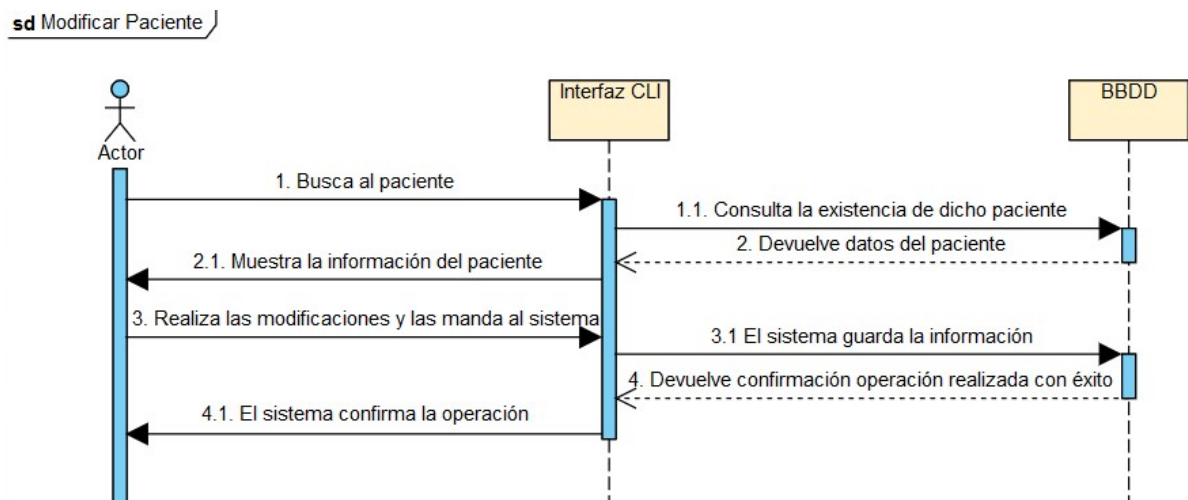 sd Modificar Paciente
Interfaz CLI
BBDD
Actor
1. Busca al paciente
1.1. Consulta la existencia de dicho paciente
2. Devuelve datos del paciente
2.1. Muestra la información del paciente
3. Realiza las modificaciones y las manda al sistema
3.1 El sistema guarda la información
4. Devuelve confirmación operación realizada con éxito
4.1. El sistema confirma la operación